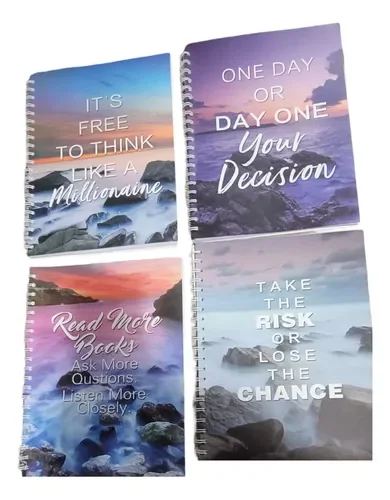 IT'S
FREE
TO THINK
LIKE A
Millionaine
ONE DAY
OR
DAY ONE
Your
Decision
Read More
Books
Ask More
Qustions.
Listen More
Closely.
TAKE
THE
RISK
OR
LOSE
THE
CHANCE